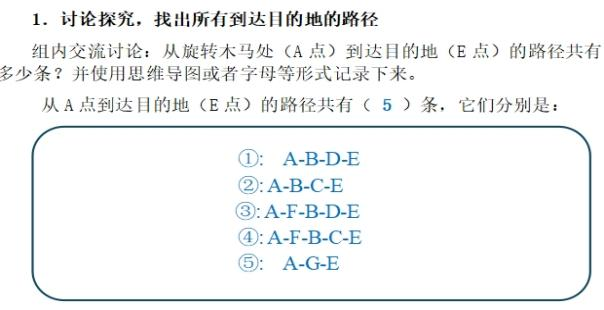 1. 讨论探究，找出所有到达目的地的路径
组内交流讨论：从旋转木马处（A 点）到达目的地（E 点）的路径共有
多少条？并使用思维导图或者字母等形式记录下来。
从 A 点到达目的地（E 点）的路径共有（ 5 ）条，它们分别是：
①: A-B-D-E
②: A-B-C-E
③: A-F-B-D-E
④: A-F-B-C-E
⑤: A-G-E